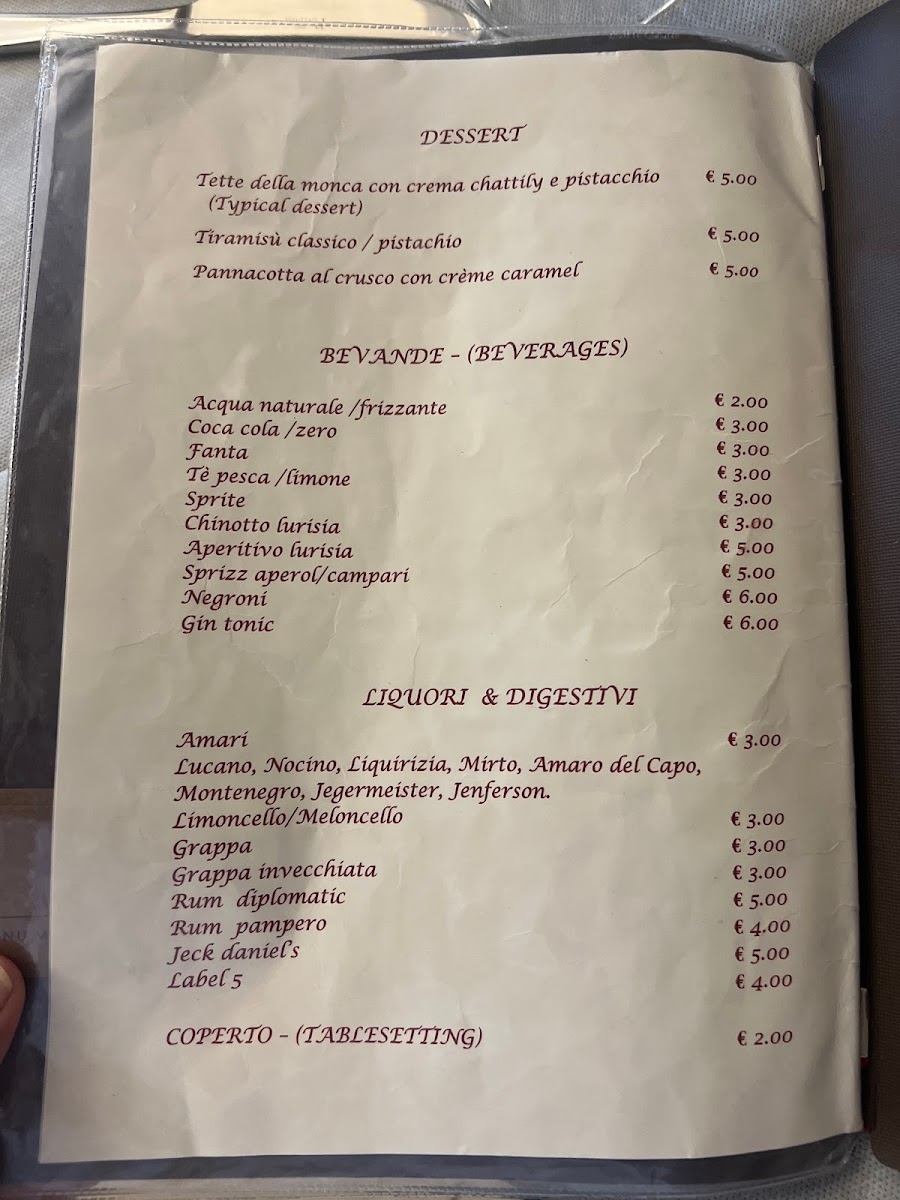 DESSERT
Tette della monca con crema chattily e pistacchio € 5.00
(Typical dessert)
Tiramisù classico / pistachio € 5.00
Pannacotta al crusco con crème caramel € 5.00
BEVANDE - (BEVERAGES)
Acqua naturale /frizzante € 2.00
Coca cola /zero € 3.00
Fanta € 3.00
Tè pesca /limone € 3.00
Sprite € 3.00
Chinotto lurisia € 3.00
Aperitivo lurisia € 5.00
Sprizz aperol/campari € 5.00
Negroni € 6.00
Gin tonic € 6.00
LIQUORI & DIGESTIVI
Amari € 3.00
Lucano, Nocino, Liquirizia, Mirto, Amaro del Capo,
Montenegro, Jegermeister, Jenferson.
Limoncello/Meloncello € 3.00
Grappa € 3.00
Grappa invecchiata € 3.00
Rum diplomatic € 5.00
Rum pampero € 4.00
Jeck daniel's € 5.00
Label 5 € 4.00
COPERTO - (TABLESETTING) € 2.00